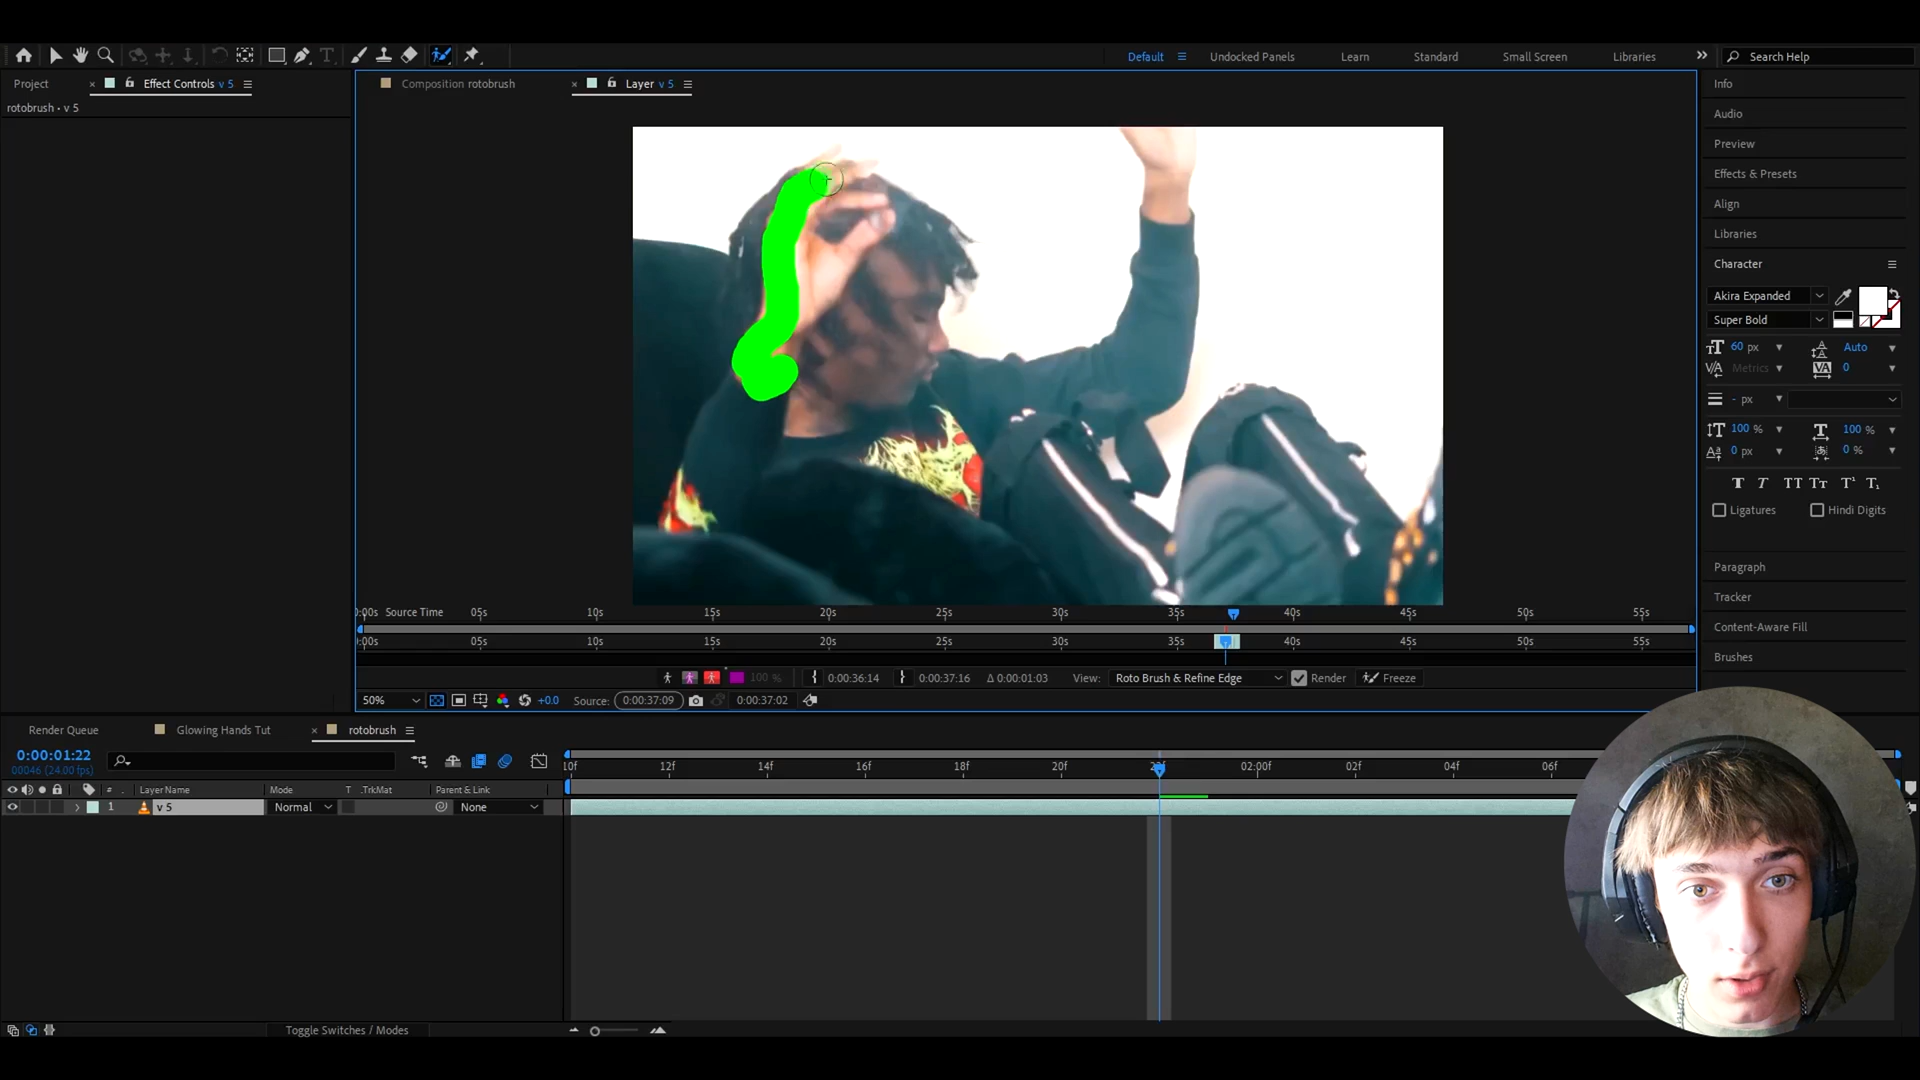 Default
Undocked Panels
Learn
Standard
Small Screen
Libraries
Search Help
Project
Effect Controls v 5
Composition rotobrush
Layer v 5
rotobrush • v 5
Info
Audio
Preview
Effects & Presets
Align
Libraries
Character
Akira Expanded
Super Bold
60 px
Auto
Metrics
0
- px
100 %
100 %
0 px
0 %
Ligatures
Hindi Digits
Paragraph
Tracker
Content-Aware Fill
Brushes
0:00s Source Time 05s 10s 15s 20s 25s 30s 35s 40s 45s 50s 55s
0:00s 05s 10s 15s 20s 25s 30s 35s 40s 45s 50s 55s
100 %
0:00:36:14
0:00:37:16
Δ 0:00:01:03
View: Roto Brush & Refine Edge
Render
Freeze
50%
+0.0
Source: 0:00:37:09
0:00:37:02
Render Queue
Glowing Hands Tut
rotobrush
0:00:01:22
00046 (24.00 fps)
10f 12f 14f 16f 18f 20f 22f 02:00f 02f 04f 06f
# Layer Name Mode T .TrkMat Parent & Link
1 v 5 Normal None
Toggle Switches / Modes